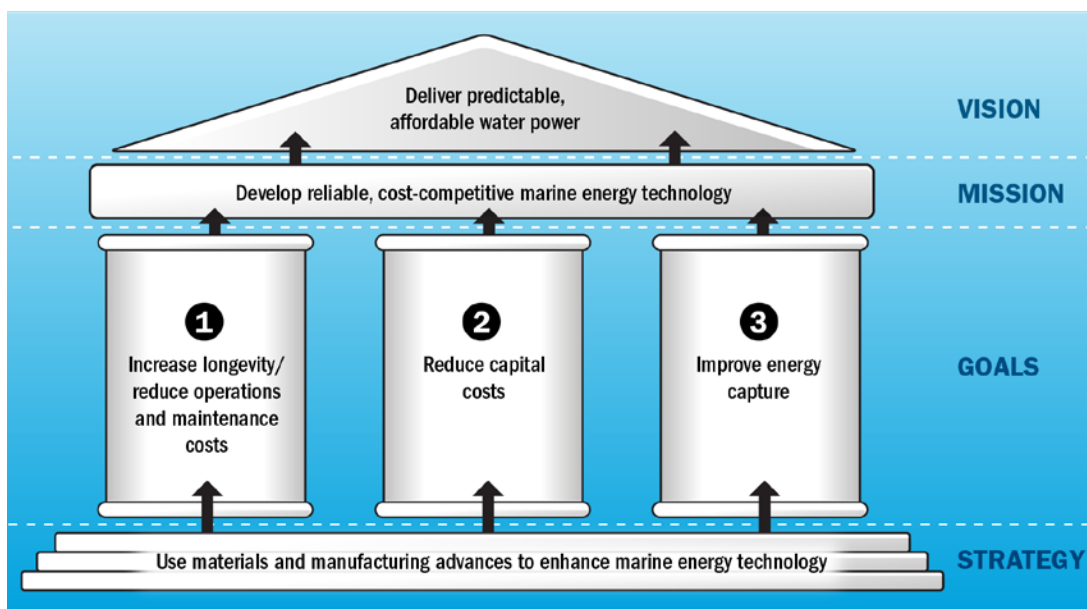 Deliver predictable,
affordable water power
VISION
Develop reliable, cost-competitive marine energy technology
MISSION
1
Increase longevity/
reduce operations
and maintenance
costs
2
Reduce capital
costs
3
Improve energy
capture
GOALS
Use materials and manufacturing advances to enhance marine energy technology
STRATEGY